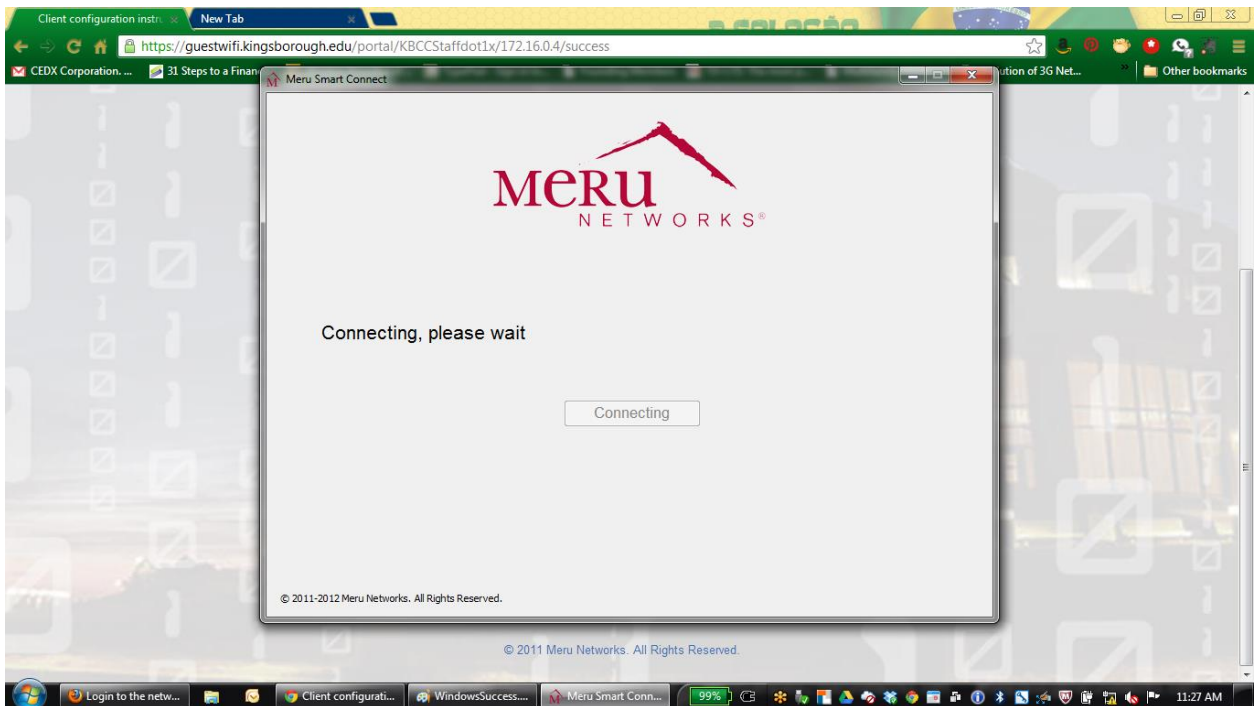 Client configuration instru
New Tab
https://guestwifi.kingsborough.edu/portal/KBCCStaffdot1x/172.16.0.4/success
CEDX Corporation. ...
31 Steps to a Finan
ution of 3G Net...
Other bookmarks
Meru Smart Connect
MERU
NETWORKS®
Connecting, please wait
Connecting
© 2011-2012 Meru Networks. All Rights Reserved.
© 2011 Meru Networks. All Rights Reserved.
Login to the netw...
Client configurati...
WindowsSuccess....
Meru Smart Conn...
99%
11:27 AM